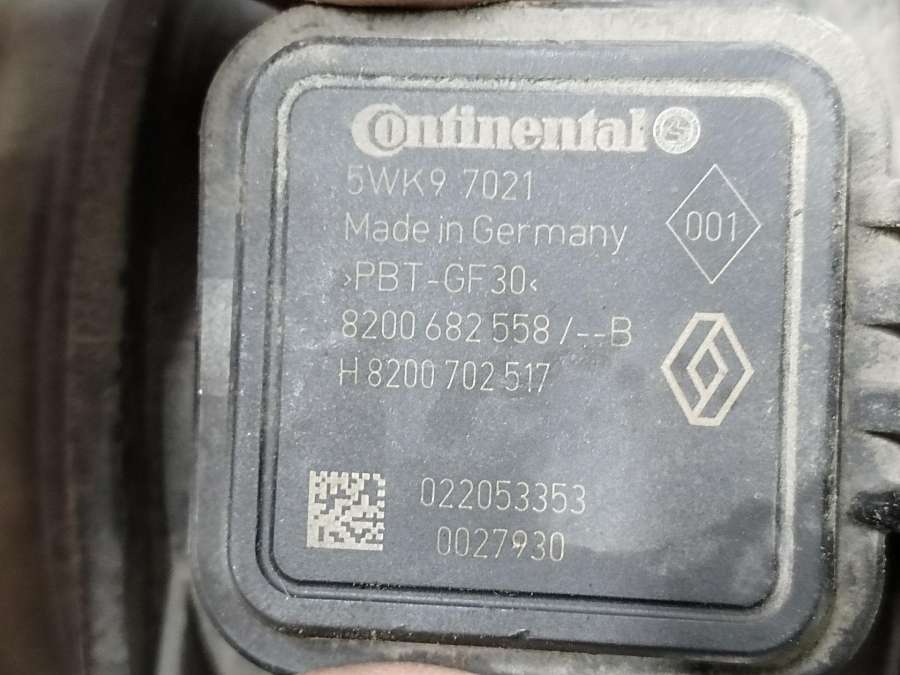 Continental
5WK9 7021
Made in Germany
001
›PBT-GF30‹
8200 682 558 /--B
H 8200 702 517
022053353
0027930